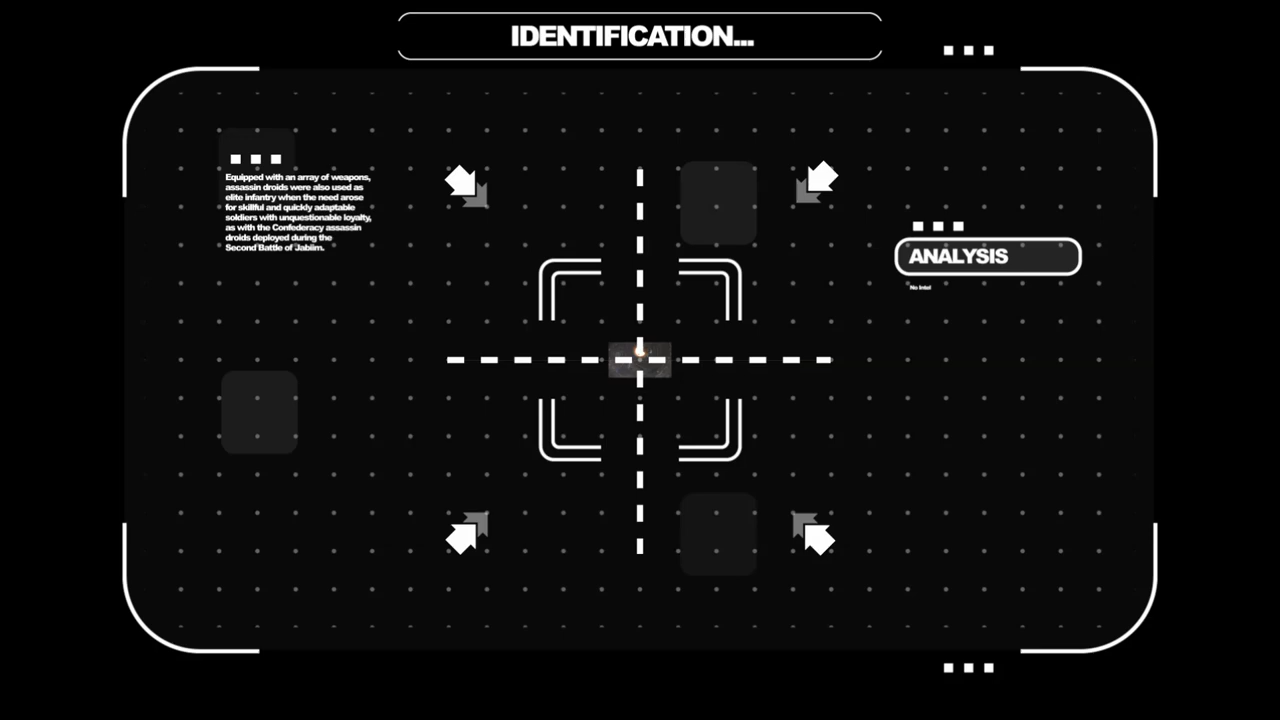 IDENTIFICATION...
Equipped with an array of weapons,
assassin droids were also used as
elite infantry when the need arose
for skillful and quickly adaptable
soldiers with unquestionable loyalty,
as with the Confederacy assassin
droids deployed during the
Second Battle of Jabiim.
ANALYSIS
No Intel